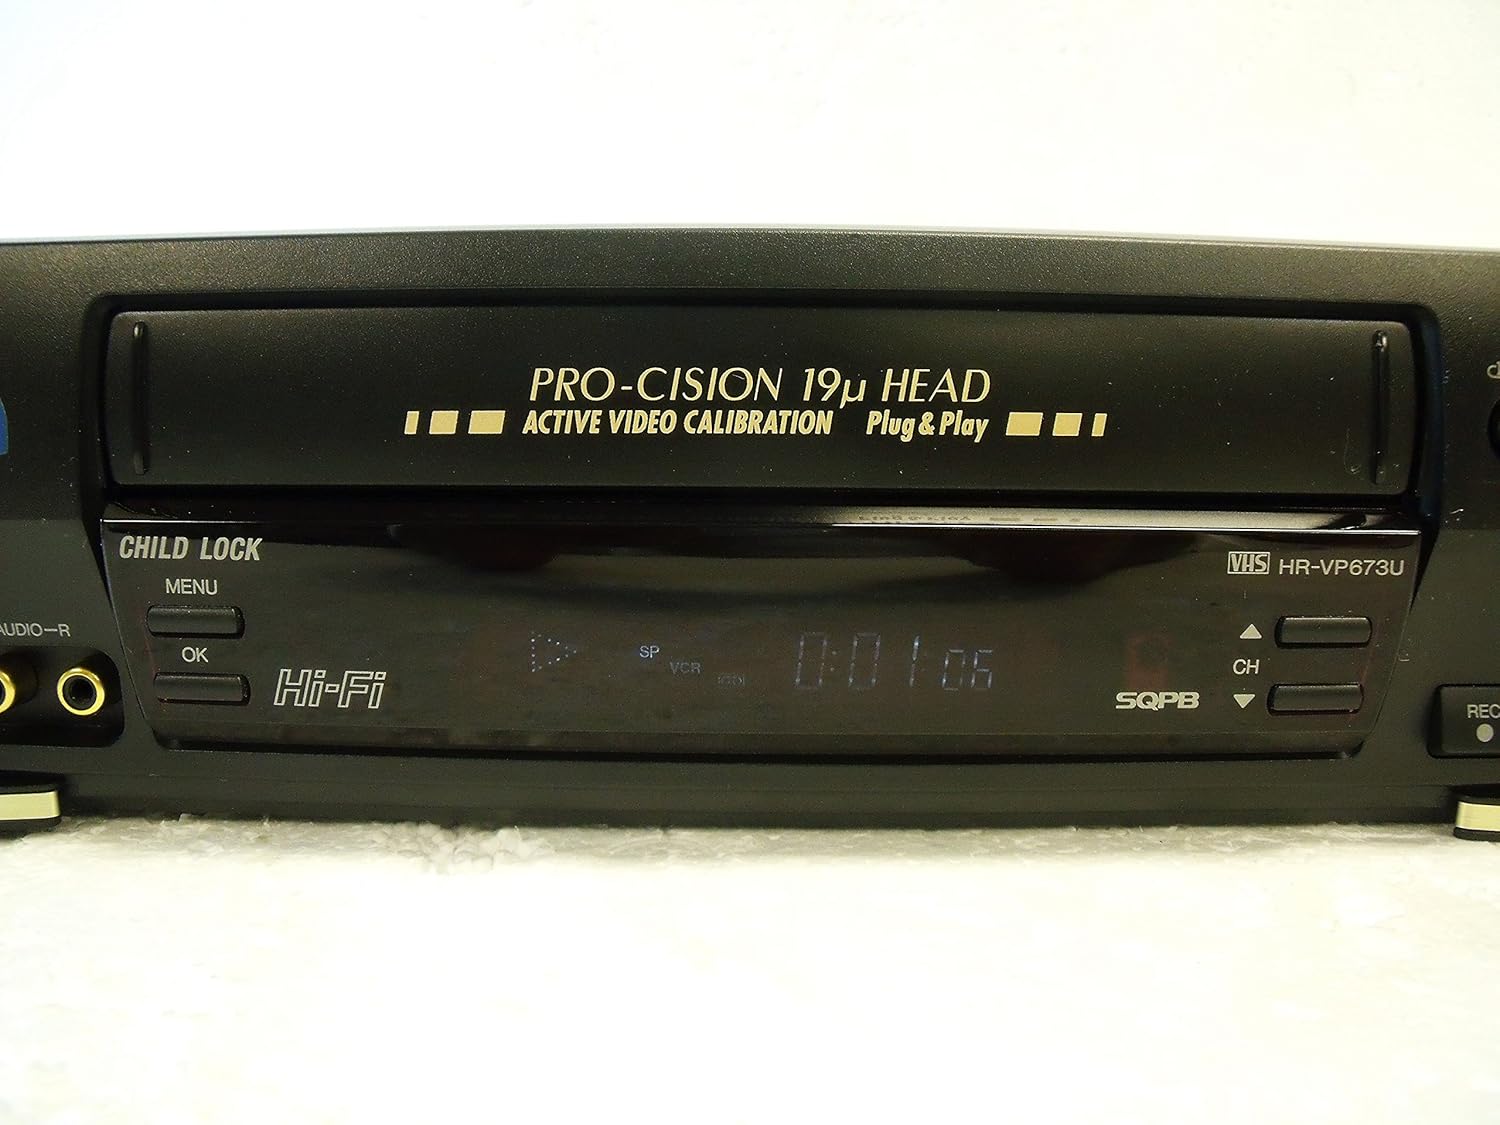 PRO-CISION 19µ HEAD
ACTIVE VIDEO CALIBRATION Plug & Play
CHILD LOCK
VHS HR-VP673U
MENU
AUDIO-R
SP
VCR
0:01:06
OK
CH
Hi-Fi
SQPB
REC